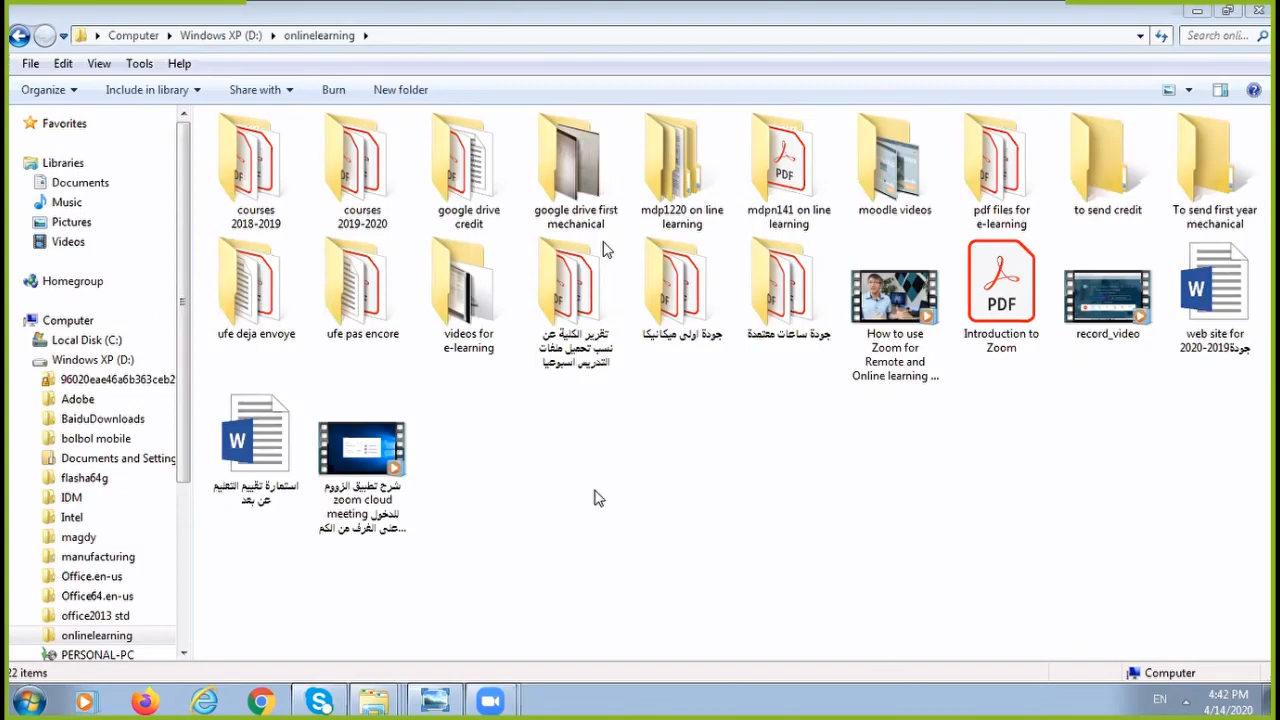 Computer
Windows XP (D:)
onlinelearning
Search onli...
File Edit View Tools Help
Organize Include in library Share with Burn New folder
Favorites
Libraries
Documents
Music
Pictures
Videos
Homegroup
Computer
Local Disk (C:)
Windows XP (D:)
96020eae46a6b363ceb2
Adobe
BaiduDownloads
bolbol mobile
Documents and Setting
flasha64g
IDM
Intel
magdy
manufacturing
Office.en-us
Office64.en-us
office2013 std
onlinelearning
PERSONAL-PC
courses
2018-2019
courses
2019-2020
google drive
credit
google drive first
mechanical
mdp1220 on line
learning
PDF
mdpn141 on line
learning
moodle videos
pdf files for
e-learning
to send credit
To send first year
mechanical
ufe deja envoye
ufe pas encore
videos for
e-learning
تقرير الكلية عن
نسب تحميل ملفات
التدريس اسبوعيا
جودة اولى ميكانيكا
جودة ساعات معتمدة
How to use
Zoom for
Remote and
Online learning ...
PDF
Introduction to
Zoom
record_video
W
web site for
جودة2019-2020
W
استمارة تقييم التعليم
عن بعد
شرح تطبيق الزووم
zoom cloud
meeting للدخول
على الغرف من الكم...
22 items
Computer
EN
4:42 PM
4/14/2020